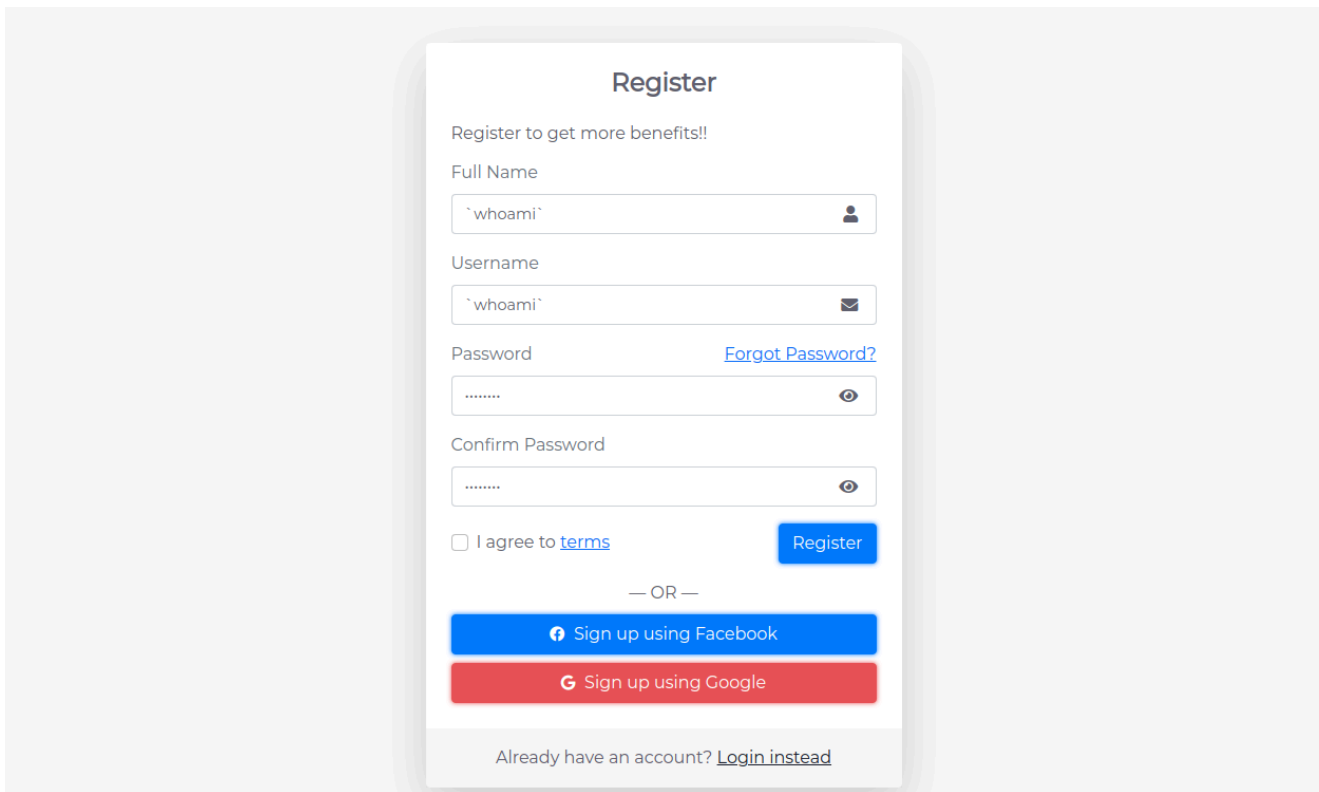 Register
Register to get more benefits!!
Full Name
`whoami`
Username
`whoami`
Password Forgot Password?
········
Confirm Password
········
I agree to terms Register
— OR —
Sign up using Facebook
G Sign up using Google
Already have an account? Login instead